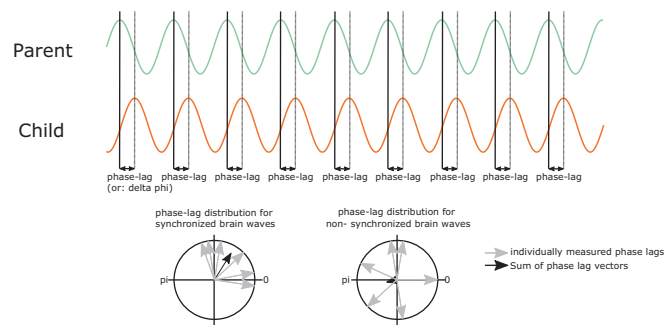 Parent
Child
phase-lag phase-lag phase-lag phase-lag phase-lag phase-lag phase-lag phase-lag phase-lag
(or: delta phi)
phase-lag distribution for
synchronized brain waves
phase-lag distribution for
non- synchronized brain waves
pi 0
pi 0
individually measured phase lags
Sum of phase lag vectors